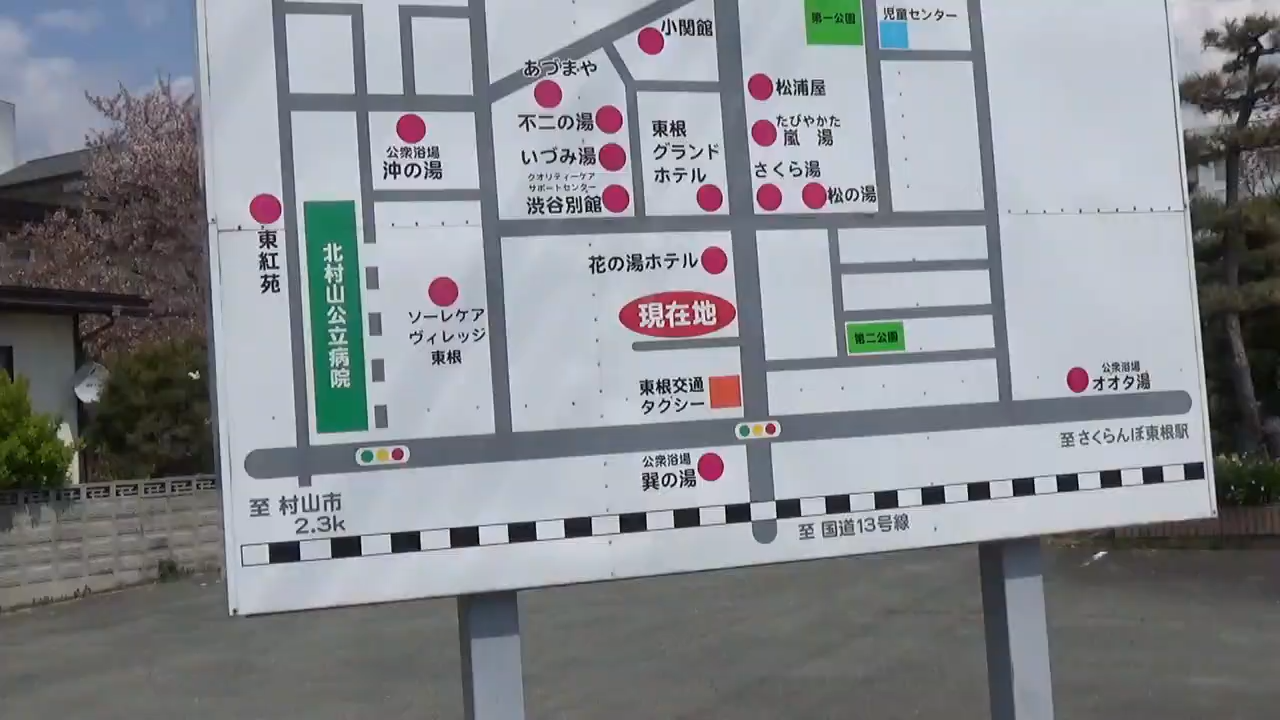 第一公園
児童センター
小関館
あづまや
松浦屋
不二の湯
東根
グランド
ホテル
たびやかた
嵐 湯
公衆浴場
沖の湯
いづみ湯
さくら湯
クオリティーケア
サポートセンター
渋谷別館
松の湯
東紅苑
北村山公立病院
花の湯ホテル
現在地
ソーレケア
ヴィレッジ
東根
第二公園
東根交通
タクシー
公衆浴場
オオタ湯
至さくらんぼ東根駅
公衆浴場
巽の湯
至 村山市
2.3k
至 国道13号線